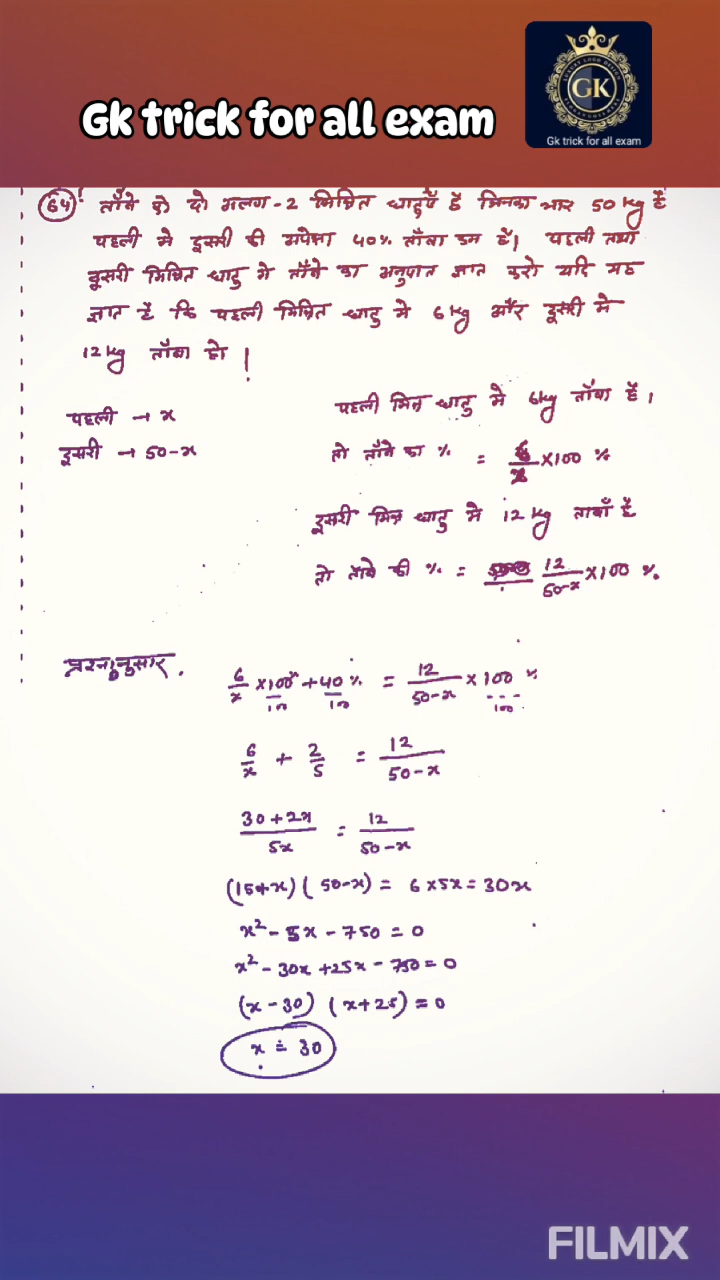 Gk trick for all exam
GK
Gk trick for all exam
64! ताँबे की दो अलग-2 मिश्रित धातुएँ हैं जिनका भार 50 kg है
पहली मे दूसरी की अपेक्षा 40% ताँबा कम है। पहली तथा
दूसरी मिश्रित धातु मे ताँबे का अनुपात ज्ञात करो यदि यह
ज्ञात है कि पहली मिश्रित धातु मे 6 kg और दूसरी मे
12 kg ताँबा हो।
पहली → x
दूसरी → 50-x
पहली मिश्र धातु मे 6kg ताँबा है।
तो ताँबे का % = 6/x ×100 %
दूसरी मिश्र धातु मे 12 kg ताबाँ है
तो ताँबे की % = 12/50-x ×100 %.
प्रश्नानुसार.
6/x ×100/100 % + 40/100 % = 12/50-x × 100/100 %
6/x + 2/5 = 12/50-x
30+2x/5x = 12/50-x
(15+x)(50-x) = 6×5x = 30x
x² - 5x - 750 = 0
x² - 30x + 25x - 750 = 0
(x-30) (x+25) = 0
x = 30
FILMIX